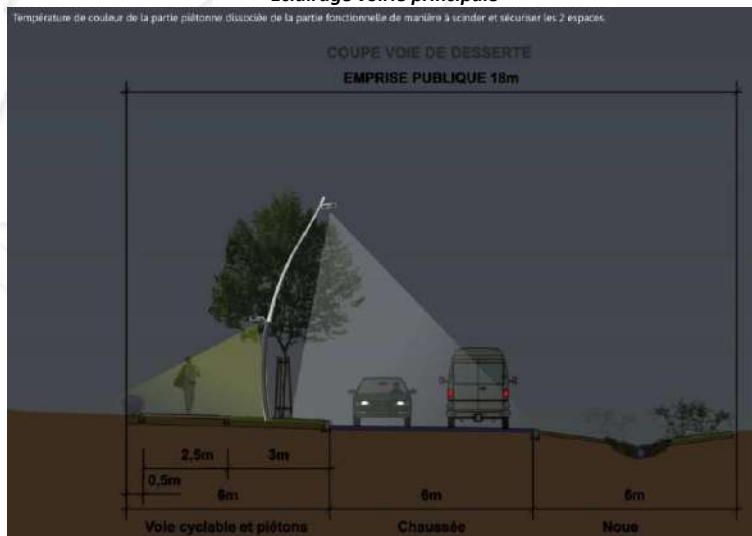 Eclairage voirie principale
Température de couleur de la partie piétonne dissociée de la partie fonctionnelle de manière à scinder et sécuriser les 2 espaces.
COUPE VOIE DE DESSERTE
EMPRISE PUBLIQUE 18m
2,5m 3m
0,5m
6m 6m 6m
Voie cyclable et piétons Chaussée Noue